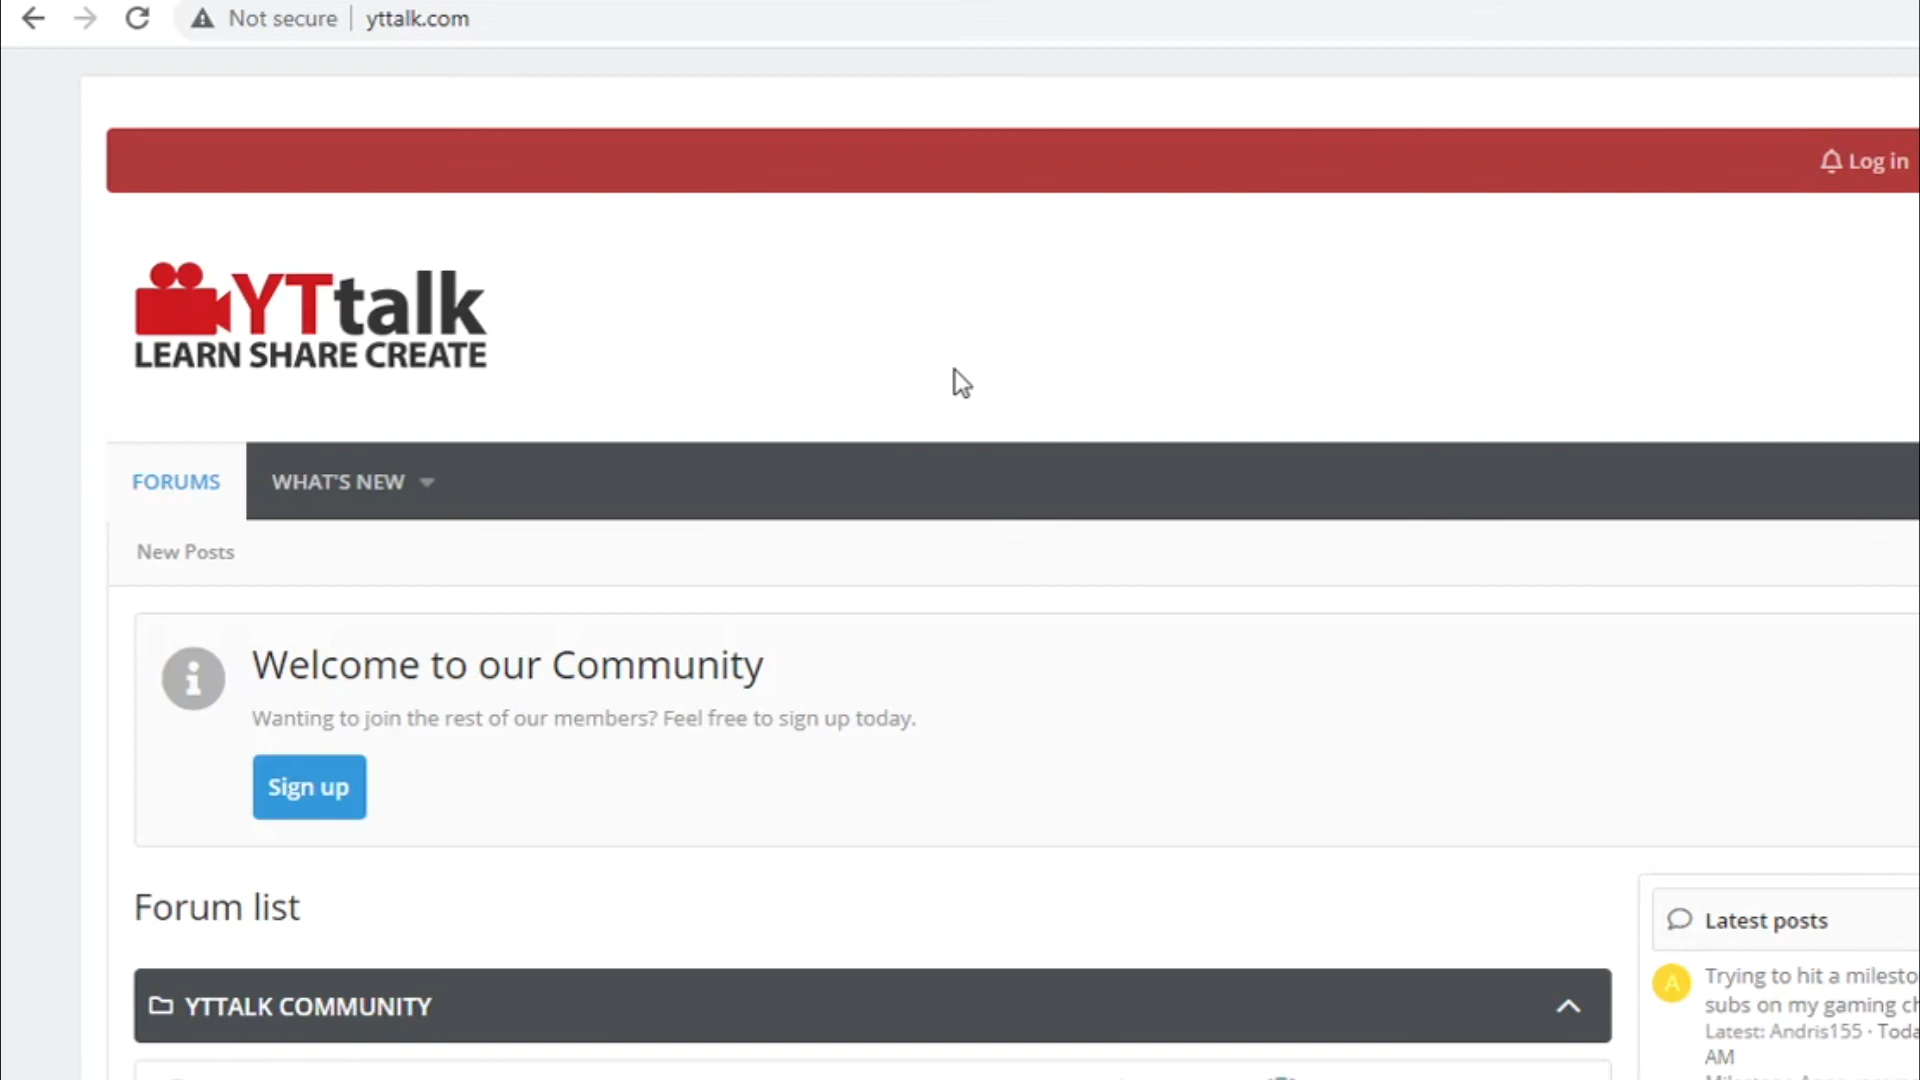 Not secure | yttalk.com
Log in
YTtalk
LEARN SHARE CREATE
FORUMS WHAT'S NEW
New Posts
Welcome to our Community
Wanting to join the rest of our members? Feel free to sign up today.
Sign up
Forum list
Latest posts
YTTALK COMMUNITY
A
Trying to hit a milesto
subs on my gaming ch
Latest: Andris155 · Toda
AM